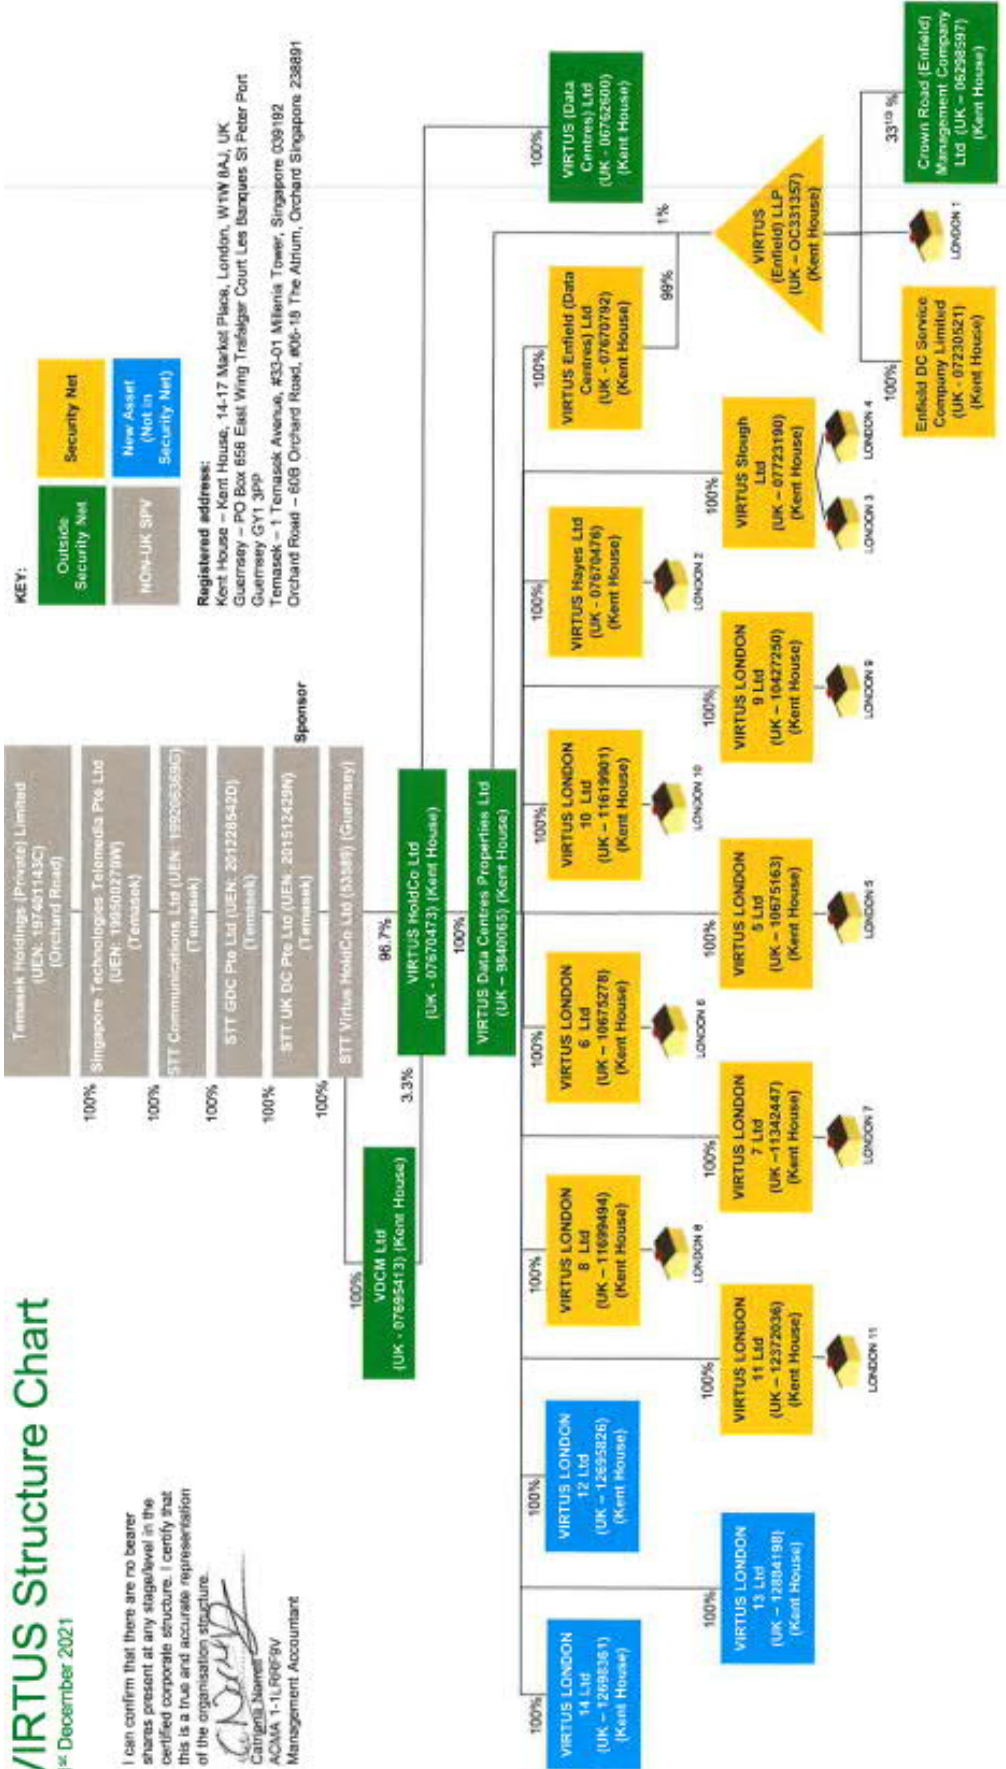 VIRTUS Structure Chart
1st December 2021
I can confirm that there are no bearer
shares present at any stage/level in the
certified corporate structure. I certify that
this is a true and accurate representation
of the organisation structure.
ACMA 1-1LR6F9V
Management Accountant
KEY:
Outside
Security Net
Security Net
NON-UK SPV
New Asset
(Not in
Security Net)
Registered address:
Kent House – Kent House, 14-17 Market Place, London, W1W 8AJ, UK
Guernsey – PO Box 656 East Wing Trafalgar Court Les Banques St Peter Port
Guernsey GY1 3PP
Temasek – 1 Temasek Avenue, #33-01 Millenia Tower, Singapore 039192
Orchard Road – 60B Orchard Road, #06-18 The Atrium, Orchard Singapore 238891
Temasek Holdings (Private) Limited
(UEN: 197401143C)
(Orchard Road)
100%
Singapore Technologies Telemedia Pte Ltd
(UEN: 199500279W)
(Temasek)
100%
STT Communications Ltd (UEN:
(Temasek)
100%
STT GDC Pte Ltd (UEN: 201228542D)
(Temasek)
100%
STT UK DC Pte Ltd (UEN: 201512429N)
(Temasek)
Sponsor
100%
STT Virtus HoldCo Ltd (Guernsey)
100%
VDCM Ltd
(UK - 07695413) (Kent House)
3.3%
96.7%
VIRTUS HoldCo Ltd
(UK - 07670473) (Kent House)
100%
VIRTUS Data Centres Properties Ltd
(UK – 9840065) (Kent House)
100%
VIRTUS (Data
Centres) Ltd
(UK - 06762600)
(Kent House)
100%
VIRTUS LONDON
14 Ltd
(UK – 12698361)
(Kent House)
100%
VIRTUS LONDON
12 Ltd
(UK – 12695826)
(Kent House)
100%
VIRTUS LONDON
8 Ltd
(UK – 11699494)
(Kent House)
LONDON 8
100%
VIRTUS LONDON
6 Ltd
(UK – 10675278)
(Kent House)
LONDON 6
100%
VIRTUS LONDON
10 Ltd
(UK – 11619901)
(Kent House)
LONDON 10
100%
VIRTUS Hayes Ltd
(UK - 07670476)
(Kent House)
LONDON 2
100%
VIRTUS Enfield (Data
Centres) Ltd
(UK - 07670792)
(Kent House)
99%
1%
100%
VIRTUS LONDON
13 Ltd
(UK – 12884198)
(Kent House)
100%
VIRTUS LONDON
11 Ltd
(UK – 12372036)
(Kent House)
LONDON 11
100%
VIRTUS LONDON
7 Ltd
(UK –11342447)
(Kent House)
LONDON 7
100%
VIRTUS LONDON
5 Ltd
(UK – 10675163)
(Kent House)
LONDON 5
100%
VIRTUS LONDON
9 Ltd
(UK – 10427250)
(Kent House)
LONDON 9
100%
VIRTUS Slough
Ltd
(UK – 07723190)
(Kent House)
LONDON 3
LONDON 4
VIRTUS
(Enfield) LLP
(UK – OC331357)
(Kent House)
100%
Enfield DC Service
Company Limited
(UK - 07230521)
(Kent House)
LONDON 1
33 1/3 %
Crown Road (Enfield)
Management Company
Ltd (UK – 06298597)
(Kent House)